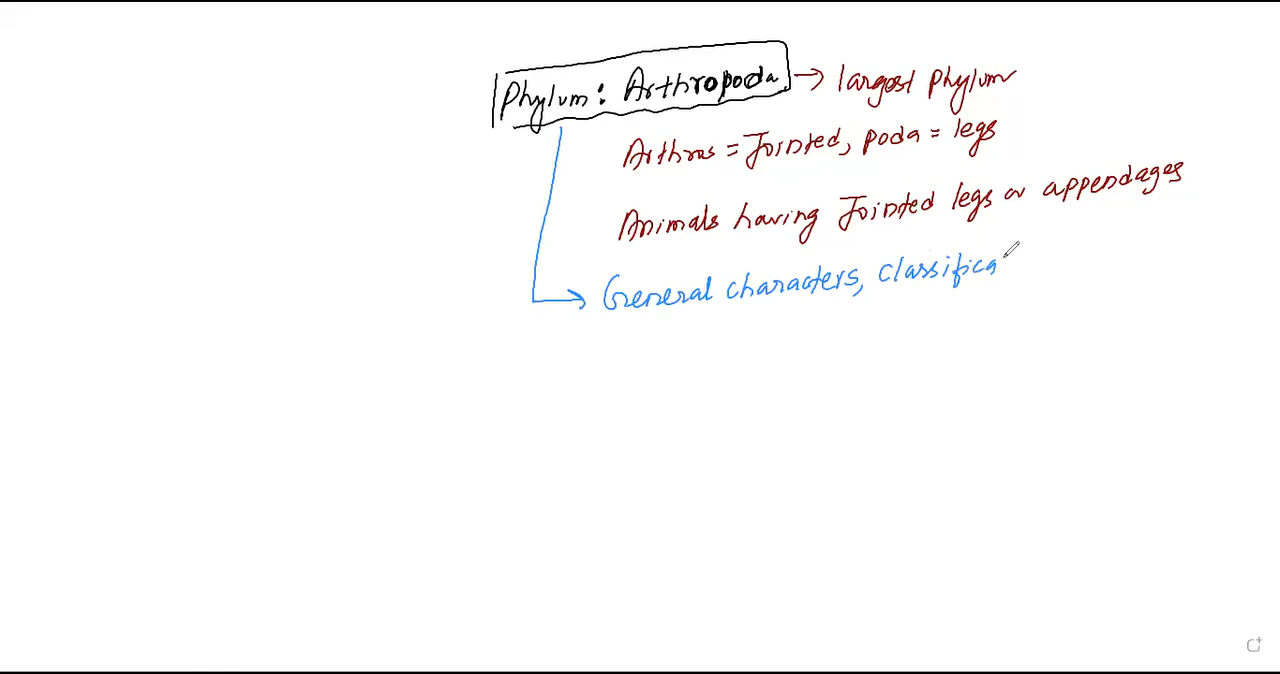 Phylum: Arthropoda → largest Phylum
Arthros = Jointed, poda = legs
Animals having Jointed legs or appendages
General characters, classifica